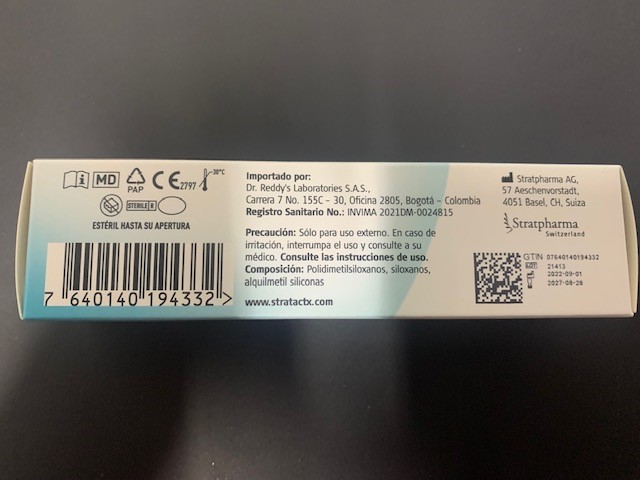 MD
PAP
CE 2797
30°C
STERILE R
ESTÉRIL HASTA SU APERTURA
7 640140 194332 >
Importado por:
Dr. Reddy's Laboratories S.A.S.,
Carrera 7 No. 155C - 30, Oficina 2805, Bogotá - Colombia
Registro Sanitario No.: INVIMA 2021DM-0024815
Precaución: Sólo para uso externo. En caso de
irritación, interrumpa el uso y consulte a su
médico. Consulte las instrucciones de uso.
Composición: Polidimetilsiloxanos, siloxanos,
alquilmetil siliconas
www.stratactx.com
Stratpharma AG,
57 Aeschenvorstadt,
4051 Basel, CH, Suiza
Stratpharma
Switzerland
GTIN 07640140194332
LOT 21413
2022-09-01
2027-08-28